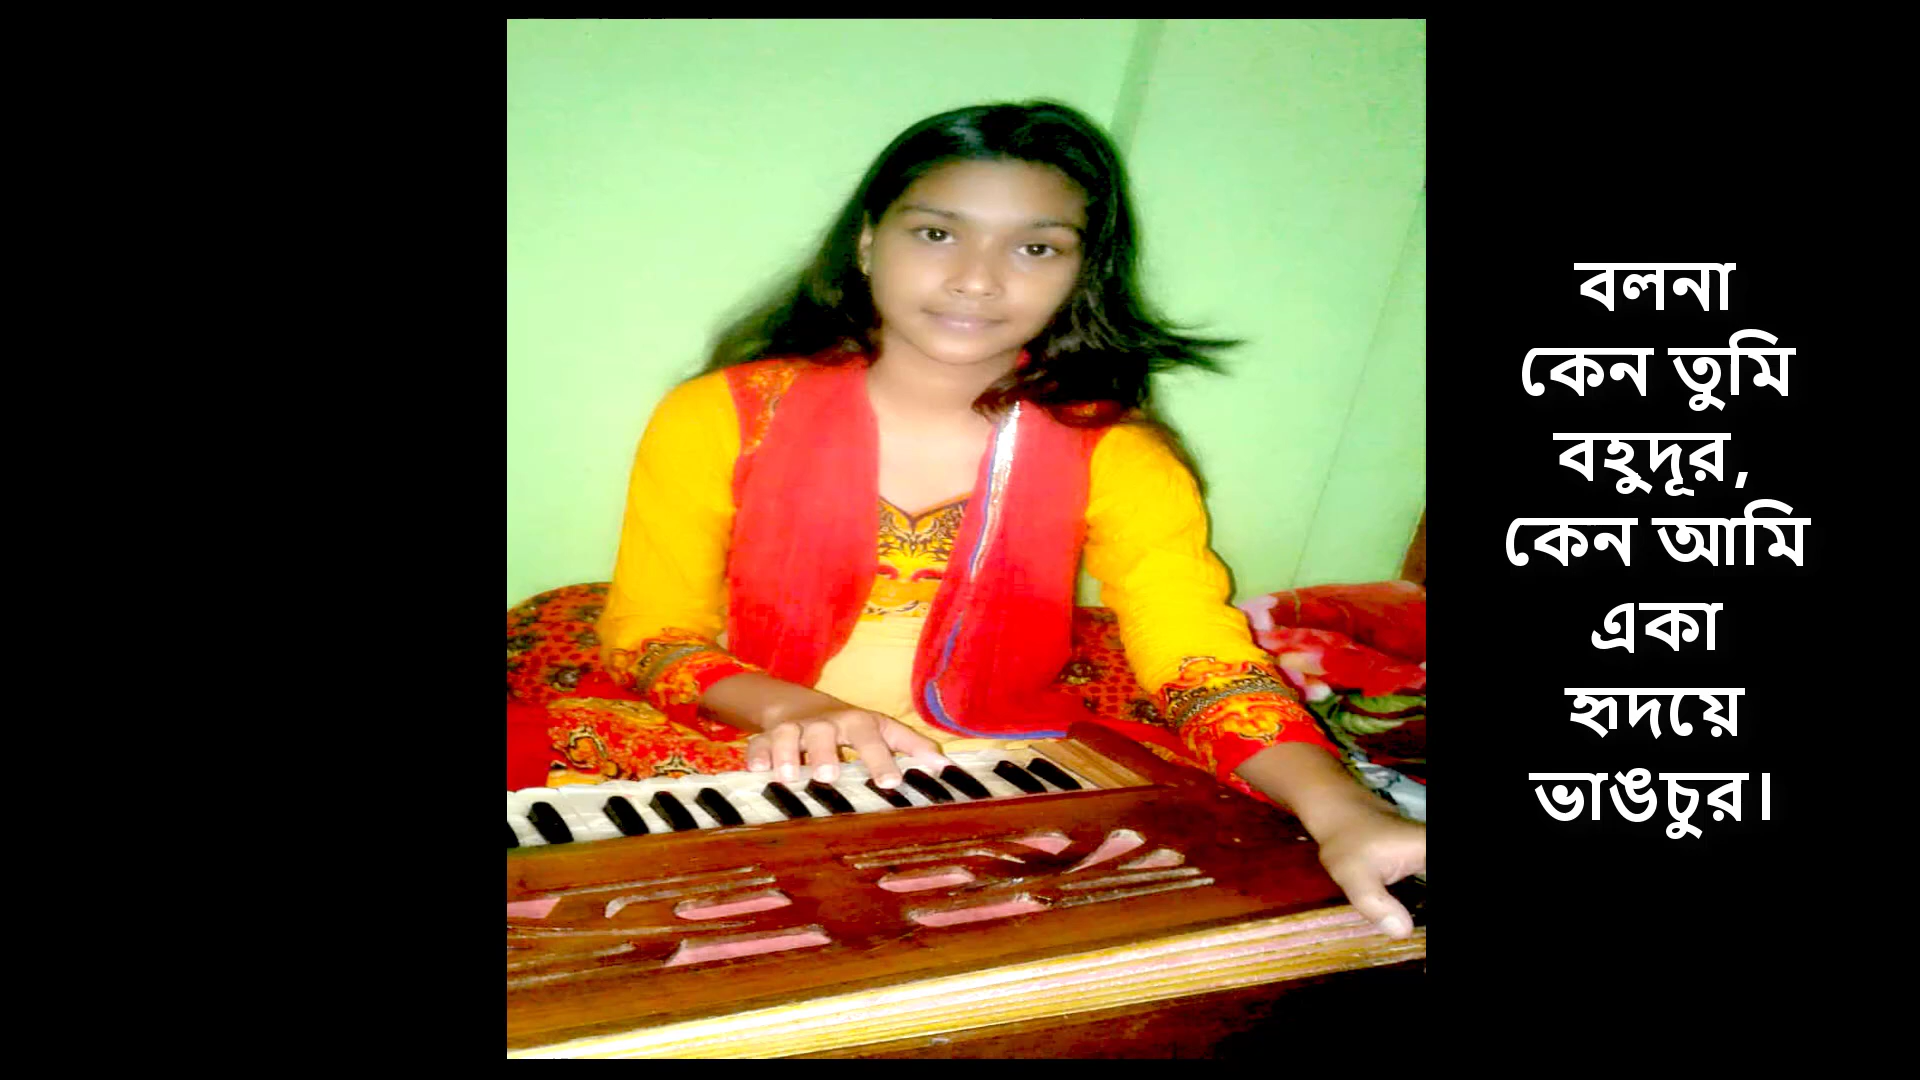 বলনা
কেন তুমি
বহুদূর,
কেন আমি
একা
হৃদয়ে
ভাঙচুর।